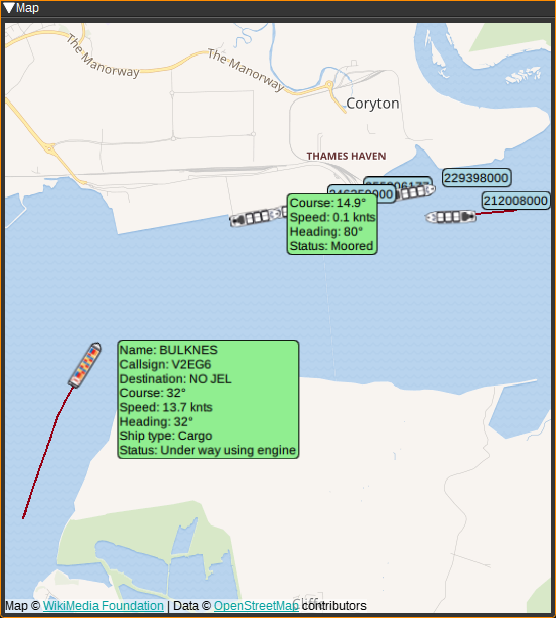 Map
The Manorway
The Manorway
Coryton
THAMES HAVEN
229398000
212008000
Course: 14.9°
Speed: 0.1 knts
Heading: 80°
Status: Moored
Name: BULKNES
Callsign: V2EG6
Destination: NO JEL
Course: 32°
Speed: 13.7 knts
Heading: 32°
Ship type: Cargo
Status: Under way using engine
Map © WikiMedia Foundation | Data © OpenStreetMap contributors